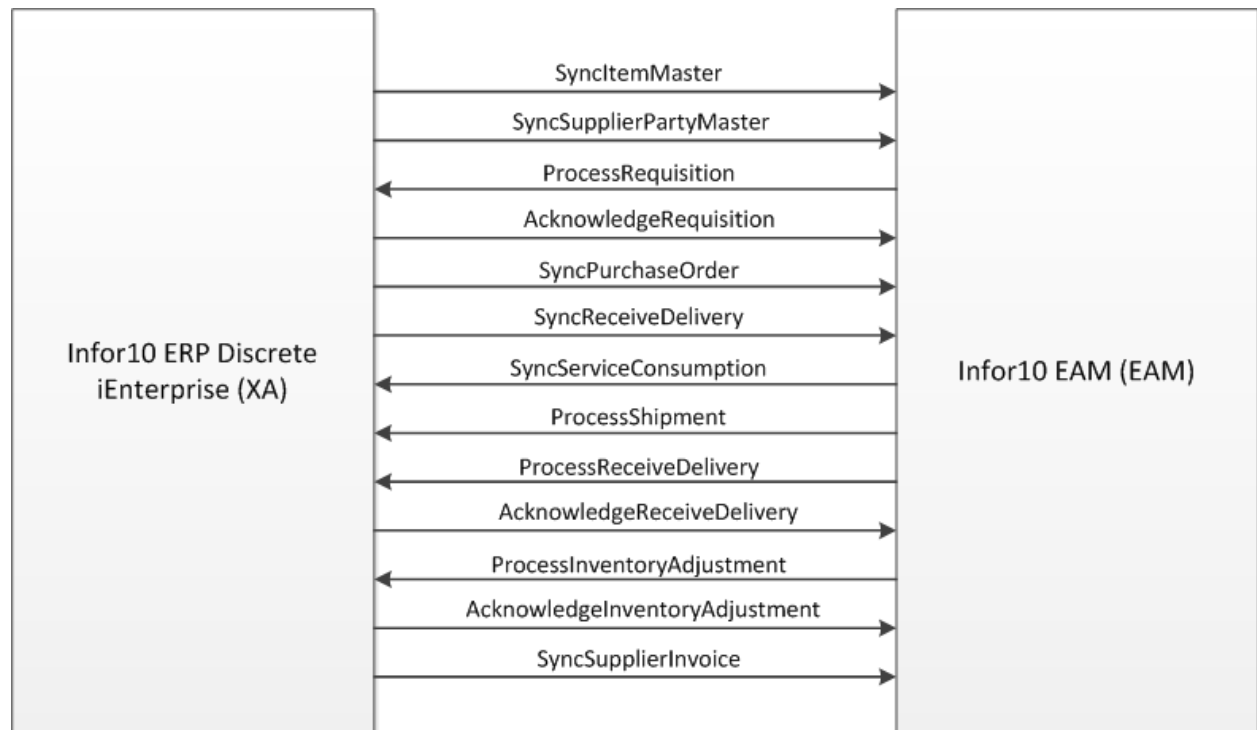 SyncItemMaster
SyncSupplierPartyMaster
ProcessRequisition
AcknowledgeRequisition
SyncPurchaseOrder
SyncReceiveDelivery
Infor10 ERP Discrete
iEnterprise (XA)
SyncServiceConsumption
Infor10 EAM (EAM)
ProcessShipment
ProcessReceiveDelivery
AcknowledgeReceiveDelivery
ProcessInventoryAdjustment
AcknowledgeInventoryAdjustment
SyncSupplierInvoice